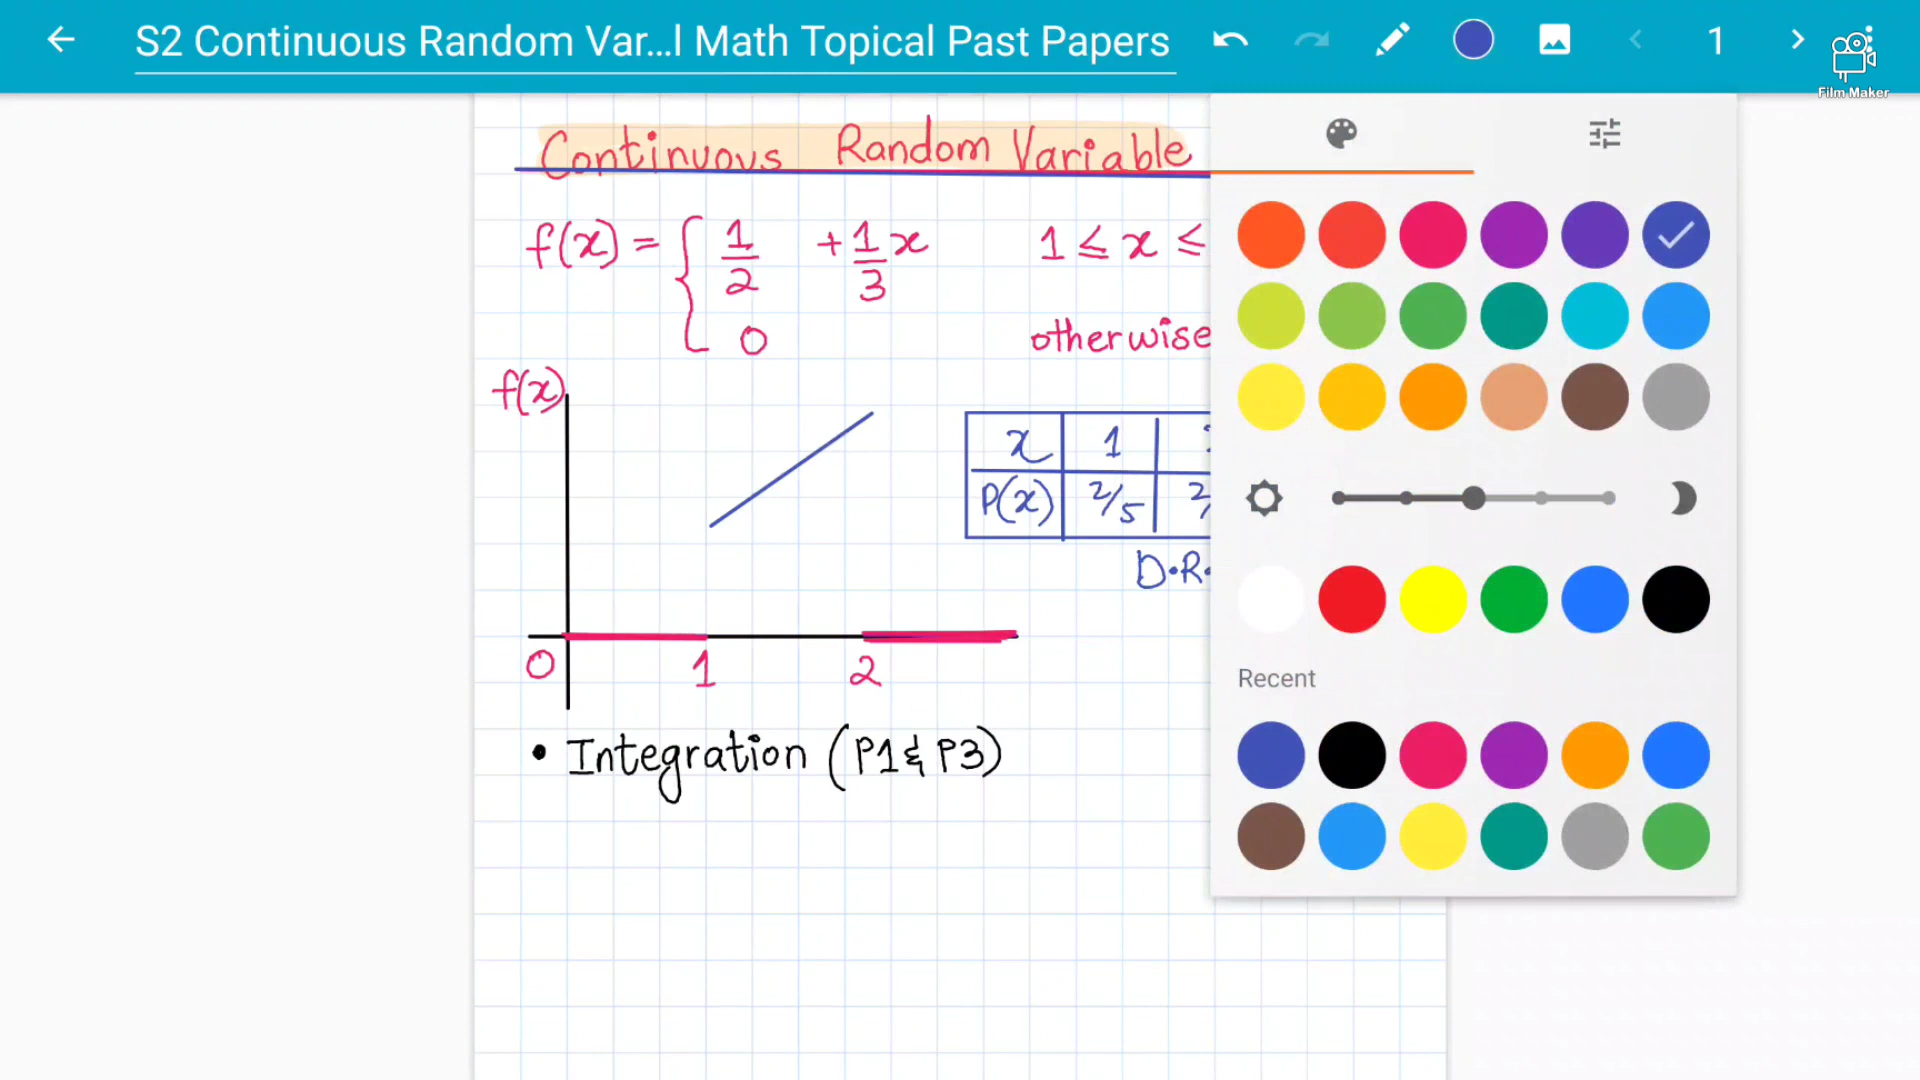 S2 Continuous Random Var...l Math Topical Past Papers 1
Film Maker
Continuous Random Variable
f(x) = { 1/2 + 1/3 x 1 ≤ x ≤
0 otherwise
f(x)
x 1
P(x) 2/5 2/
D.R.
0 1 2
• Integration (P1 & P3)
Recent